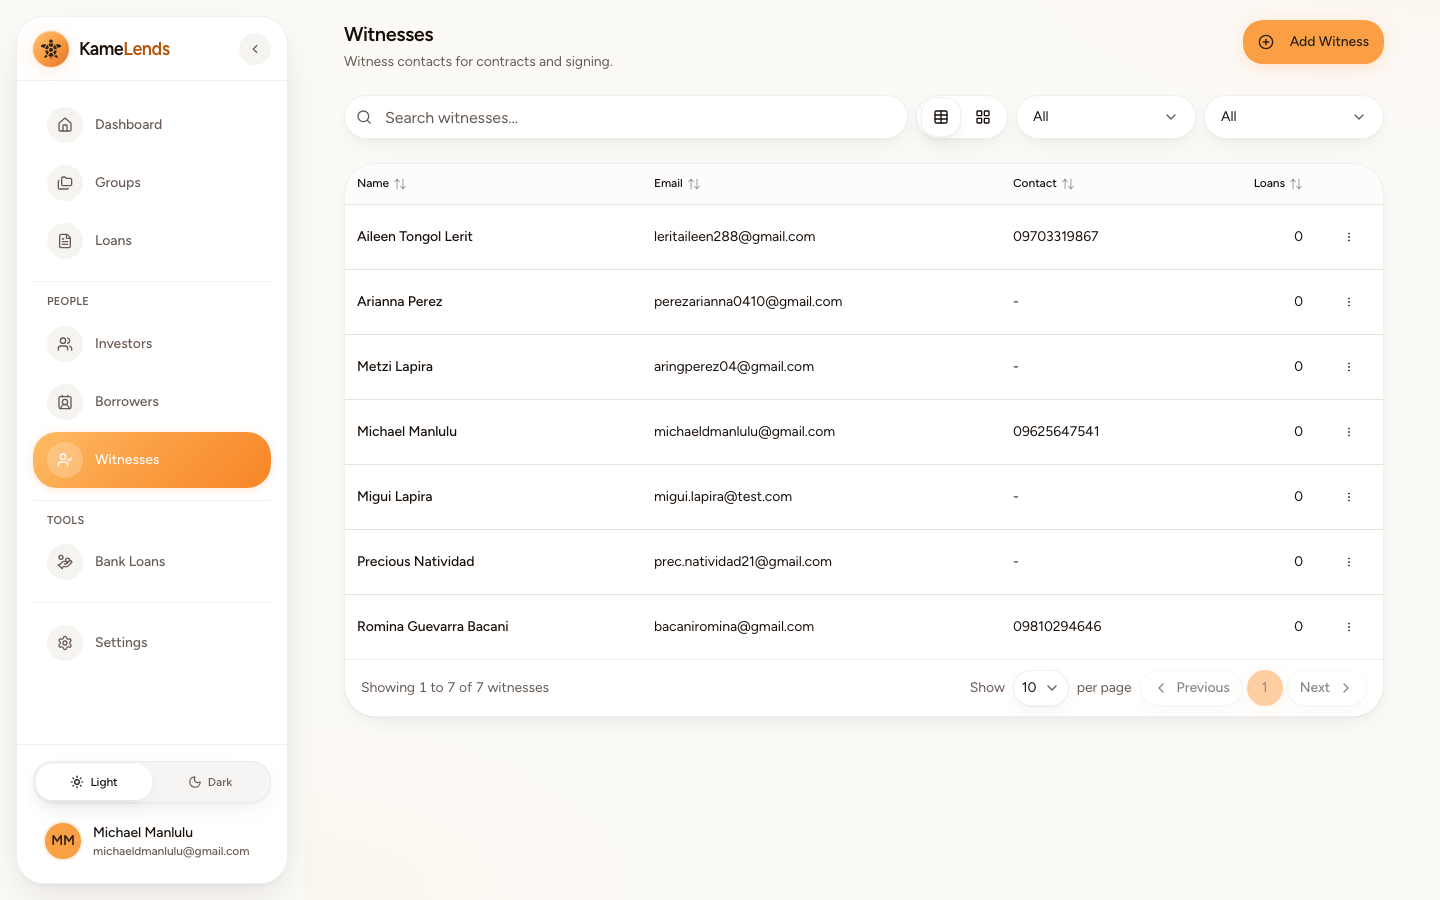 KameLends
Dashboard
Groups
Loans
PEOPLE
Investors
Borrowers
Witnesses
TOOLS
Bank Loans
Settings
Light
Dark
MM
Michael Manlulu
michaeldmanlulu@gmail.com
Witnesses
Witness contacts for contracts and signing.
Add Witness
Search witnesses...
All
All
Name Email Contact Loans
Aileen Tongol Lerit leritaileen288@gmail.com 09703319867 0
Arianna Perez perezarianna0410@gmail.com - 0
Metzi Lapira aringperez04@gmail.com - 0
Michael Manlulu michaeldmanlulu@gmail.com 09625647541 0
Migui Lapira migui.lapira@test.com - 0
Precious Natividad prec.natividad21@gmail.com - 0
Romina Guevarra Bacani bacaniromina@gmail.com 09810294646 0
Showing 1 to 7 of 7 witnesses Show 10 per page Previous 1 Next